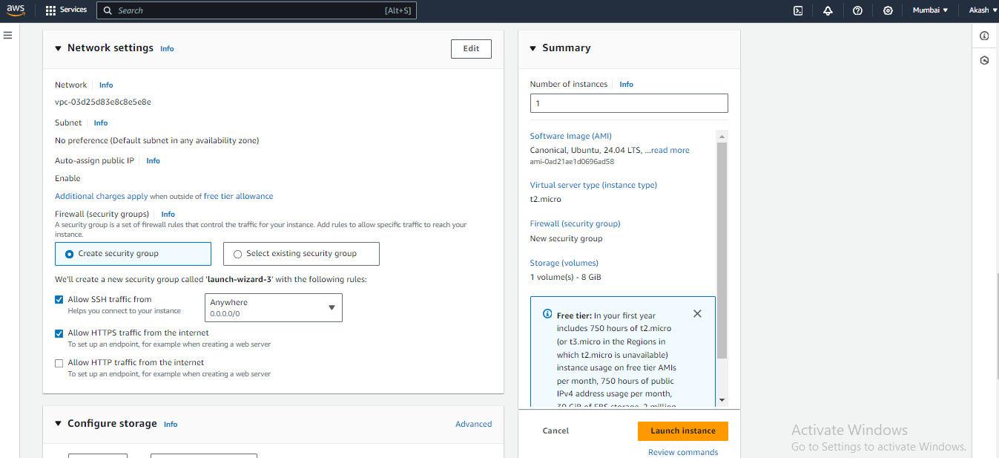 aws Services Search [Alt+S] Mumbai ▼ Akash ▼
▼ Network settings Info
Edit
Network Info
vpc-03d25d83e8c8e5e8e
Subnet Info
No preference (Default subnet in any availability zone)
Auto-assign public IP Info
Enable
Additional charges apply when outside of free tier allowance
Firewall (security groups) Info
A security group is a set of firewall rules that control the traffic for your instance. Add rules to allow specific traffic to reach your
instance.
Create security group
Select existing security group
We'll create a new security group called 'launch-wizard-3' with the following rules:
Allow SSH traffic from
Helps you connect to your instance
Anywhere
0.0.0.0/0
Allow HTTPS traffic from the internet
To set up an endpoint, for example when creating a web server
Allow HTTP traffic from the internet
To set up an endpoint, for example when creating a web server
▼ Configure storage Info
Advanced
▼ Summary
Number of instances Info
1
Software Image (AMI)
Canonical, Ubuntu, 24.04 LTS, ...read more
ami-0ad21ae1d0696ad58
Virtual server type (instance type)
t2.micro
Firewall (security group)
New security group
Storage (volumes)
1 volume(s) - 8 GiB
Free tier: In your first year
includes 750 hours of t2.micro
(or t3.micro in the Regions in
which t2.micro is unavailable)
instance usage on free tier AMIs
per month, 750 hours of public
IPv4 address usage per month,
30 GiB of EBS storage, 2 million
Cancel
Launch instance
Review commands
Activate Windows
Go to Settings to activate Windows.